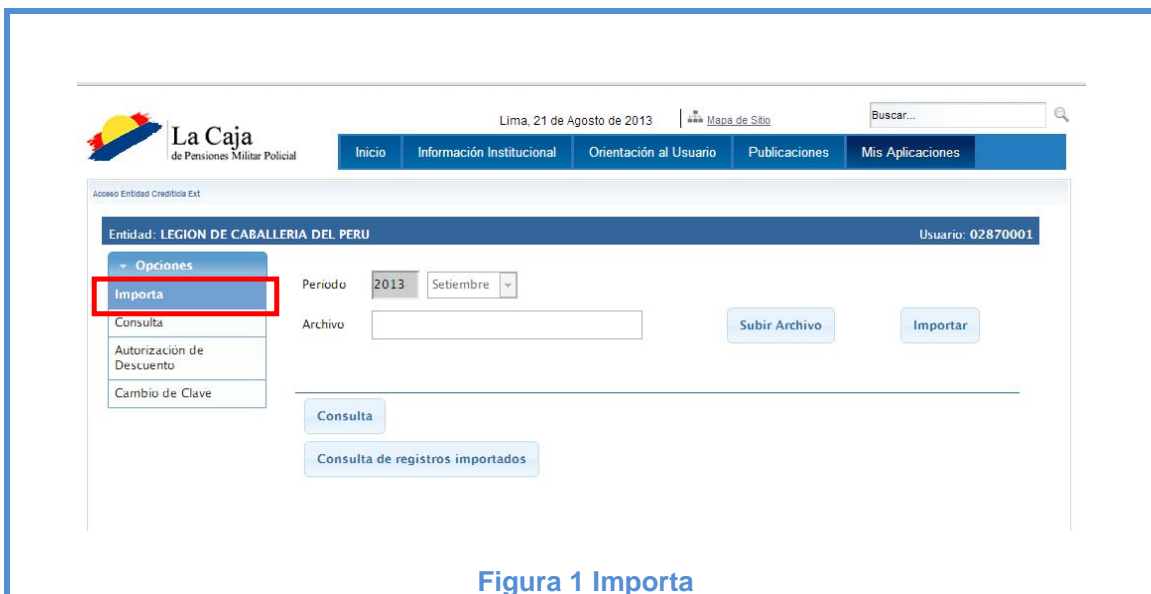 La Caja
de Pensiones Militar Policial
Lima, 21 de Agosto de 2013
Mapa de Sitio
Buscar...
Inicio
Información Institucional
Orientación al Usuario
Publicaciones
Mis Aplicaciones
Acceso Entidad Crediticia Ext
Entidad: LEGION DE CABALLERIA DEL PERU
Usuario: 02870001
Opciones
Importa
Consulta
Autorización de
Descuento
Cambio de Clave
Periodo
2013
Setiembre
Archivo
Subir Archivo
Importar
Consulta
Consulta de registros importados
Figura 1 Importa